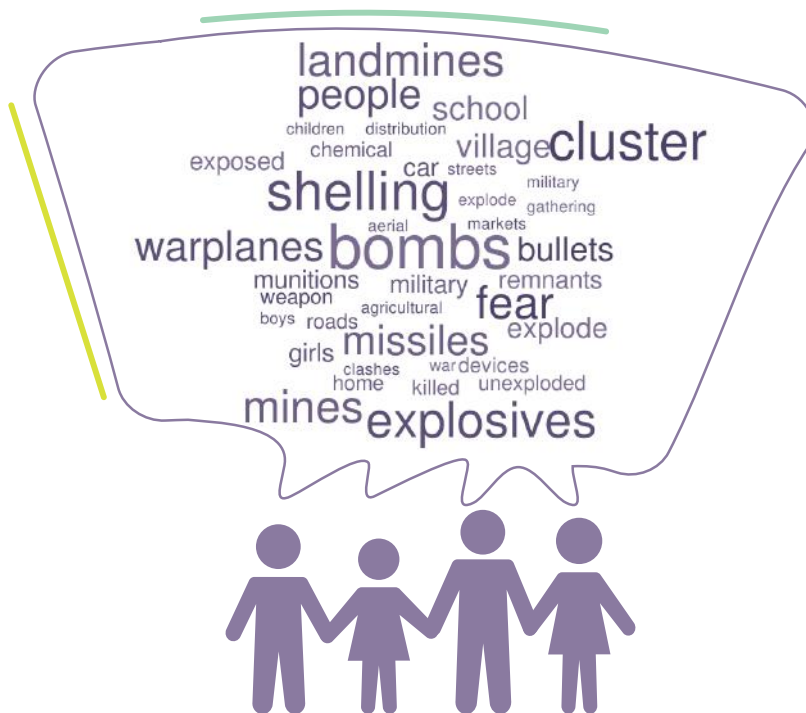 landmines
people school
children distribution
chemical village cluster
exposed car streets
shelling explode military
gathering
aerial markets
warplanes bombs bullets
munitions military remnants
weapon agricultural fear
boys roads missiles explode
girls clashes war devices
home killed unexploded
mines explosives